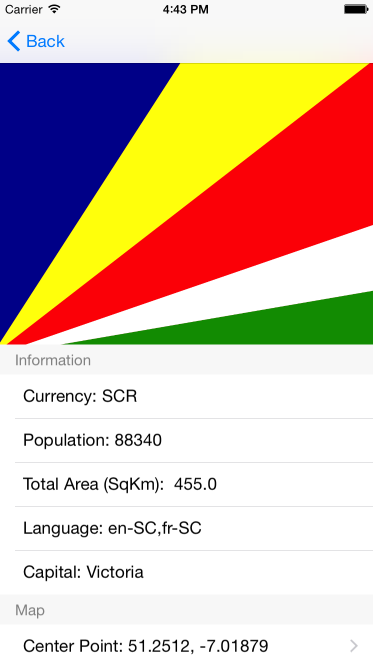 Carrier 4:43 PM
Back
Information
Currency: SCR
Population: 88340
Total Area (SqKm):  455.0
Language: en-SC,fr-SC
Capital: Victoria
Map
Center Point: 51.2512, -7.01879